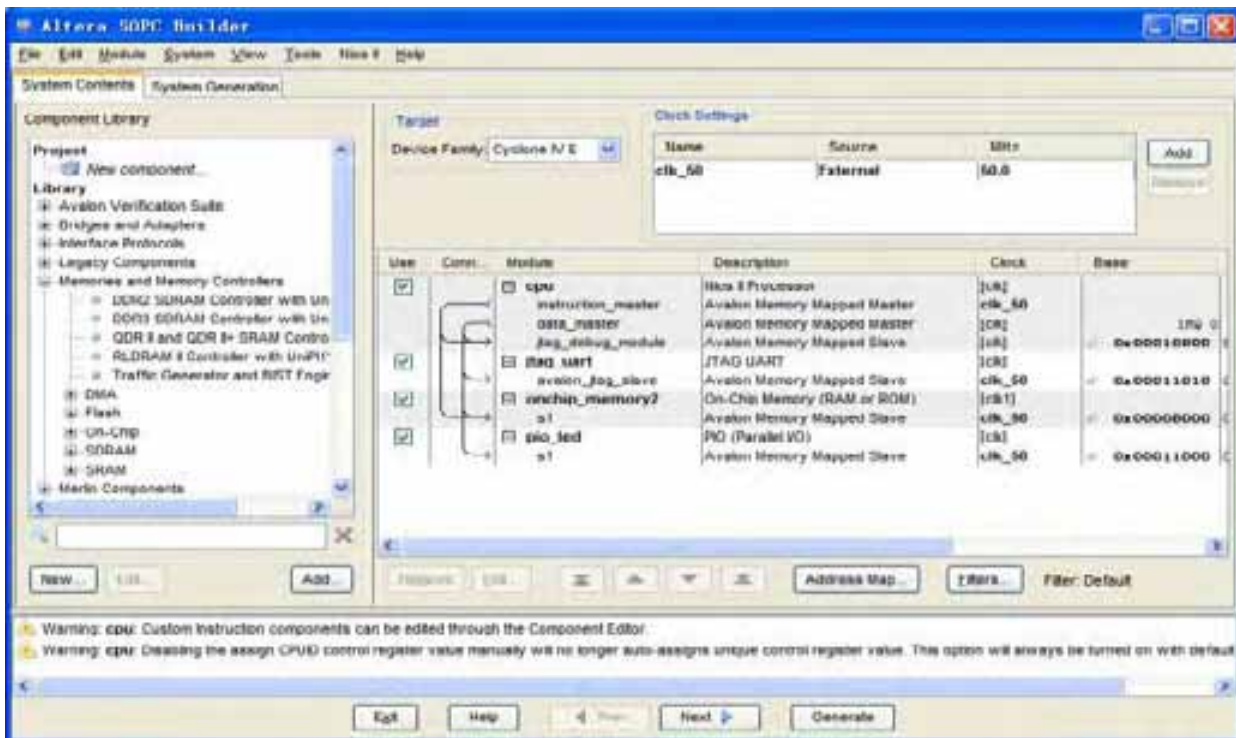 Altera SOPC Builder
File Edit Module System View Tools Nios II Help
System Contents System Generation
Component Library
Project
New component...
Library
Avalon Verification Suite
Bridges and Adapters
Interface Protocols
Legacy Components
Memories and Memory Controllers
DDR2 SDRAM Controller with Un
DDR3 SDRAM Controller with Un
QDR II and QDR II+ SRAM Contro
RLDRAM II Controller with UniPH
Traffic Generator and BIST Engin
DMA
Flash
On-Chip
SDRAM
SRAM
Merlin Components
New... Edit... Add...
Target
Device Family: Cyclone IV E
Clock Settings
Name Source MHz
clk_50 External 50.0
Add
Remove
Use Conn... Module Description Clock Base
cpu Nios II Processor [clk]
instruction_master Avalon Memory Mapped Master clk_50
data_master Avalon Memory Mapped Master [clk] IRQ 0
jtag_debug_module Avalon Memory Mapped Slave [clk] 0x00010800
jtag_uart JTAG UART [clk]
avalon_jtag_slave Avalon Memory Mapped Slave clk_50 0x00011010
onchip_memory2 On-Chip Memory (RAM or ROM) [clk1]
s1 Avalon Memory Mapped Slave clk_50 0x00008000
pio_led PIO (Parallel I/O) [clk]
s1 Avalon Memory Mapped Slave clk_50 0x00011000
Remove Edit... Address Map... Filters... Filter: Default
Warning: cpu: Custom Instruction components can be edited through the Component Editor.
Warning: cpu: Disabling the assign CPUID control register value manually will no longer auto-assigns unique control register value. This option will always be turned on with default
Exit Help Prev Next Generate